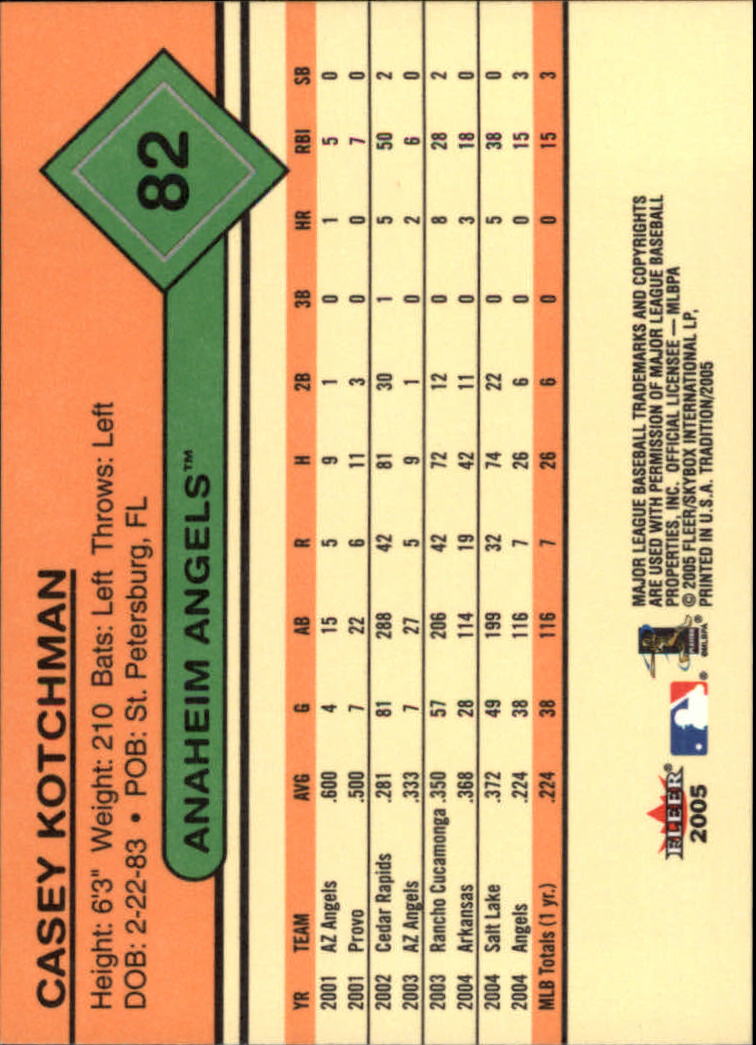 CASEY KOTCHMAN
Height: 6'3" Weight: 210 Bats: Left Throws: Left
DOB: 2-22-83 • POB: St. Petersburg, FL
82
ANAHEIM ANGELS™
YR TEAM AVG G AB R H 2B 3B HR RBI SB
2001 AZ Angels .600 4 15 5 9 1 0 1 5 0
2001 Provo .500 7 22 6 11 3 0 0 7 0
2002 Cedar Rapids .281 81 288 42 81 30 1 5 50 2
2003 AZ Angels .333 7 27 5 9 1 0 2 6 0
2003 Rancho Cucamonga .350 57 206 42 72 12 0 8 28 2
2004 Arkansas .368 28 114 19 42 11 0 3 18 0
2004 Salt Lake .372 49 199 32 74 22 0 5 38 0
2004 Angels .224 38 116 7 26 6 0 0 15 3
MLB Totals (1 yr.) .224 38 116 7 26 6 0 0 15 3
FLEER®
2005
®
®
©MLBPA
MAJOR LEAGUE BASEBALL TRADEMARKS AND COPYRIGHTS
ARE USED WITH PERMISSION OF MAJOR LEAGUE BASEBALL
PROPERTIES, INC. OFFICIAL LICENSEE — MLBPA
© 2005 FLEER/SKYBOX INTERNATIONAL LP,
PRINTED IN U.S.A. TRADITION/2005